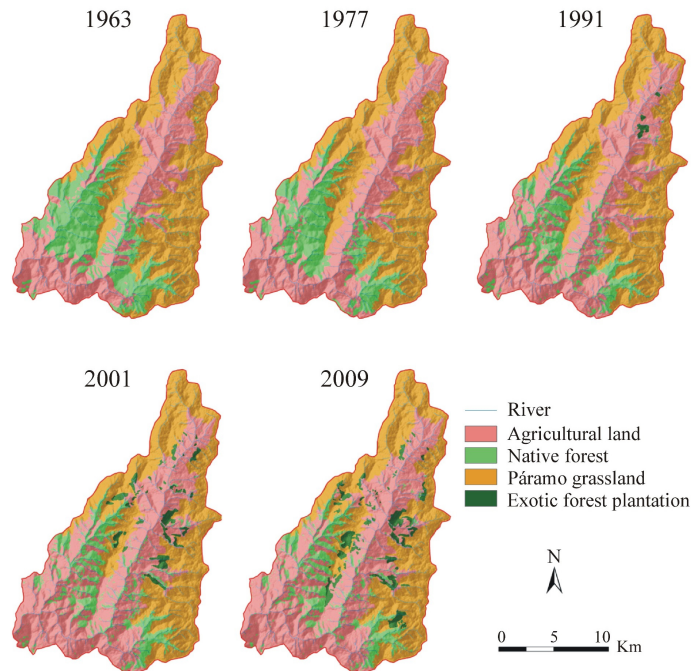 1963
1977
1991
2001
2009
River
Agricultural land
Native forest
Páramo grassland
Exotic forest plantation
N
0 5 10
Km